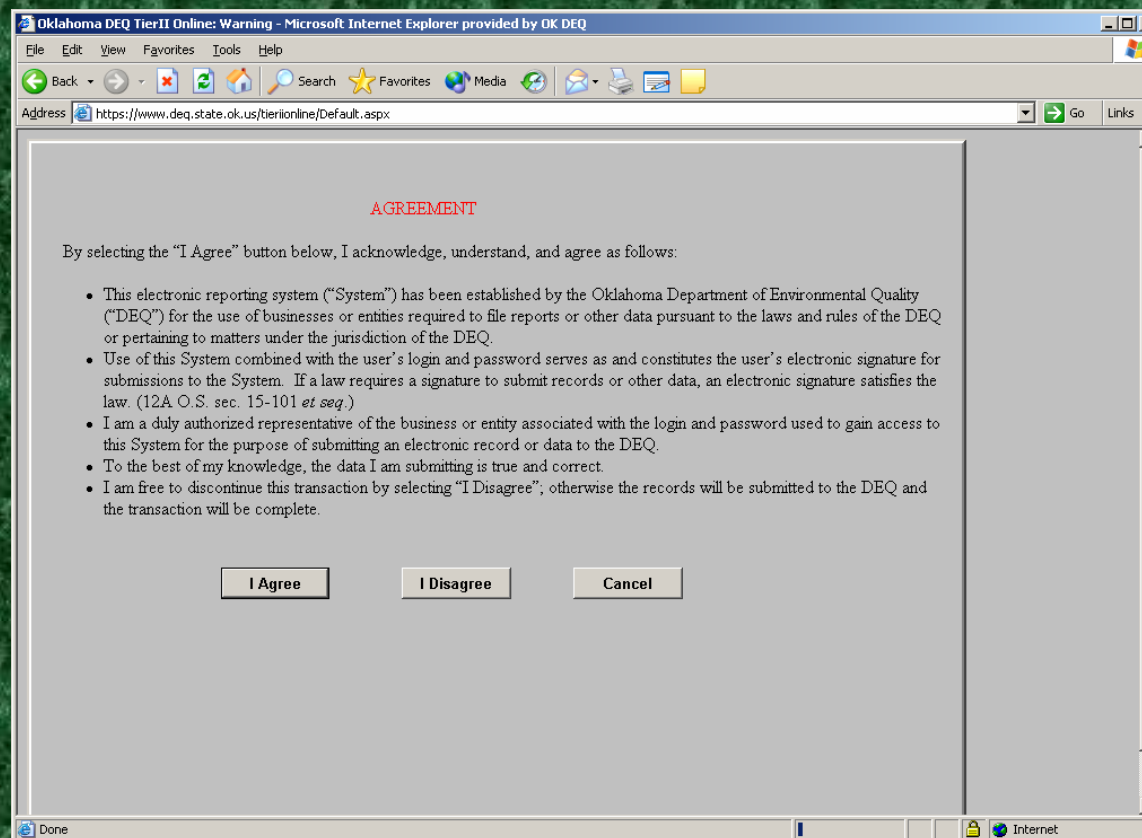 Oklahoma DEQ TierII Online: Warning - Microsoft Internet Explorer provided by OK DEQ
File Edit View Favorites Tools Help
Back Search Favorites Media
Address https://www.deq.state.ok.us/tieriionline/Default.aspx Go Links
AGREEMENT
By selecting the “I Agree” button below, I acknowledge, understand, and agree as follows:
• This electronic reporting system (“System”) has been established by the Oklahoma Department of Environmental Quality
(“DEQ”) for the use of businesses or entities required to file reports or other data pursuant to the laws and rules of the DEQ
or pertaining to matters under the jurisdiction of the DEQ.
• Use of this System combined with the user’s login and password serves as and constitutes the user’s electronic signature for
submissions to the System. If a law requires a signature to submit records or other data, an electronic signature satisfies the
law. (12A O.S. sec. 15-101 et seq.)
• I am a duly authorized representative of the business or entity associated with the login and password used to gain access to
this System for the purpose of submitting an electronic record or data to the DEQ.
• To the best of my knowledge, the data I am submitting is true and correct.
• I am free to discontinue this transaction by selecting “I Disagree”; otherwise the records will be submitted to the DEQ and
the transaction will be complete.
I Agree I Disagree Cancel
Done Internet